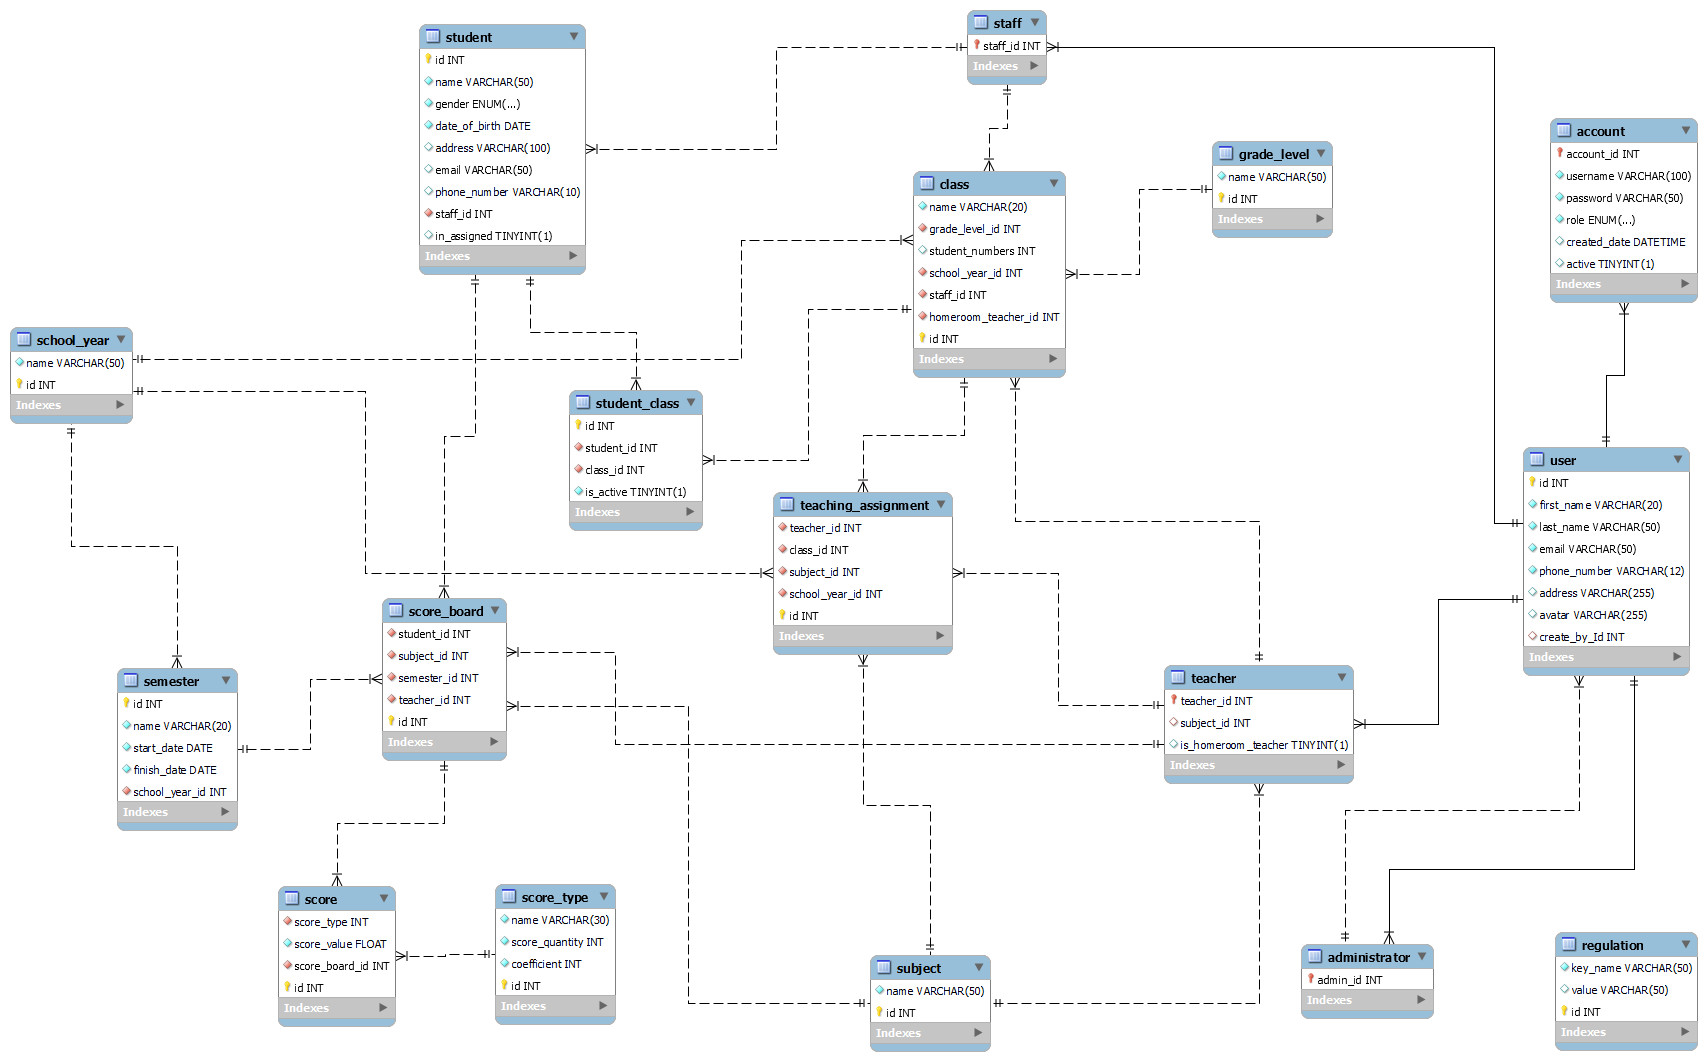 student
id INT
name VARCHAR(50)
gender ENUM(...)
date_of_birth DATE
address VARCHAR(100)
email VARCHAR(50)
phone_number VARCHAR(10)
staff_id INT
in_assigned TINYINT(1)
Indexes
staff
staff_id INT
Indexes
class
name VARCHAR(20)
grade_level_id INT
student_numbers INT
school_year_id INT
staff_id INT
homeroom_teacher_id INT
id INT
Indexes
grade_level
name VARCHAR(50)
id INT
Indexes
account
account_id INT
username VARCHAR(100)
password VARCHAR(50)
role ENUM(...)
created_date DATETIME
active TINYINT(1)
Indexes
school_year
name VARCHAR(50)
id INT
Indexes
student_class
id INT
student_id INT
class_id INT
is_active TINYINT(1)
Indexes
teaching_assignment
teacher_id INT
class_id INT
subject_id INT
school_year_id INT
id INT
Indexes
user
id INT
first_name VARCHAR(20)
last_name VARCHAR(50)
email VARCHAR(50)
phone_number VARCHAR(12)
address VARCHAR(255)
avatar VARCHAR(255)
create_by_Id INT
Indexes
score_board
student_id INT
subject_id INT
semester_id INT
teacher_id INT
id INT
Indexes
semester
id INT
name VARCHAR(20)
start_date DATE
finish_date DATE
school_year_id INT
Indexes
teacher
teacher_id INT
subject_id INT
is_homeroom_teacher TINYINT(1)
Indexes
score
score_type INT
score_value FLOAT
score_board_id INT
id INT
Indexes
score_type
name VARCHAR(30)
score_quantity INT
coefficient INT
id INT
Indexes
subject
name VARCHAR(50)
id INT
Indexes
administrator
admin_id INT
Indexes
regulation
key_name VARCHAR(50)
value VARCHAR(50)
id INT
Indexes